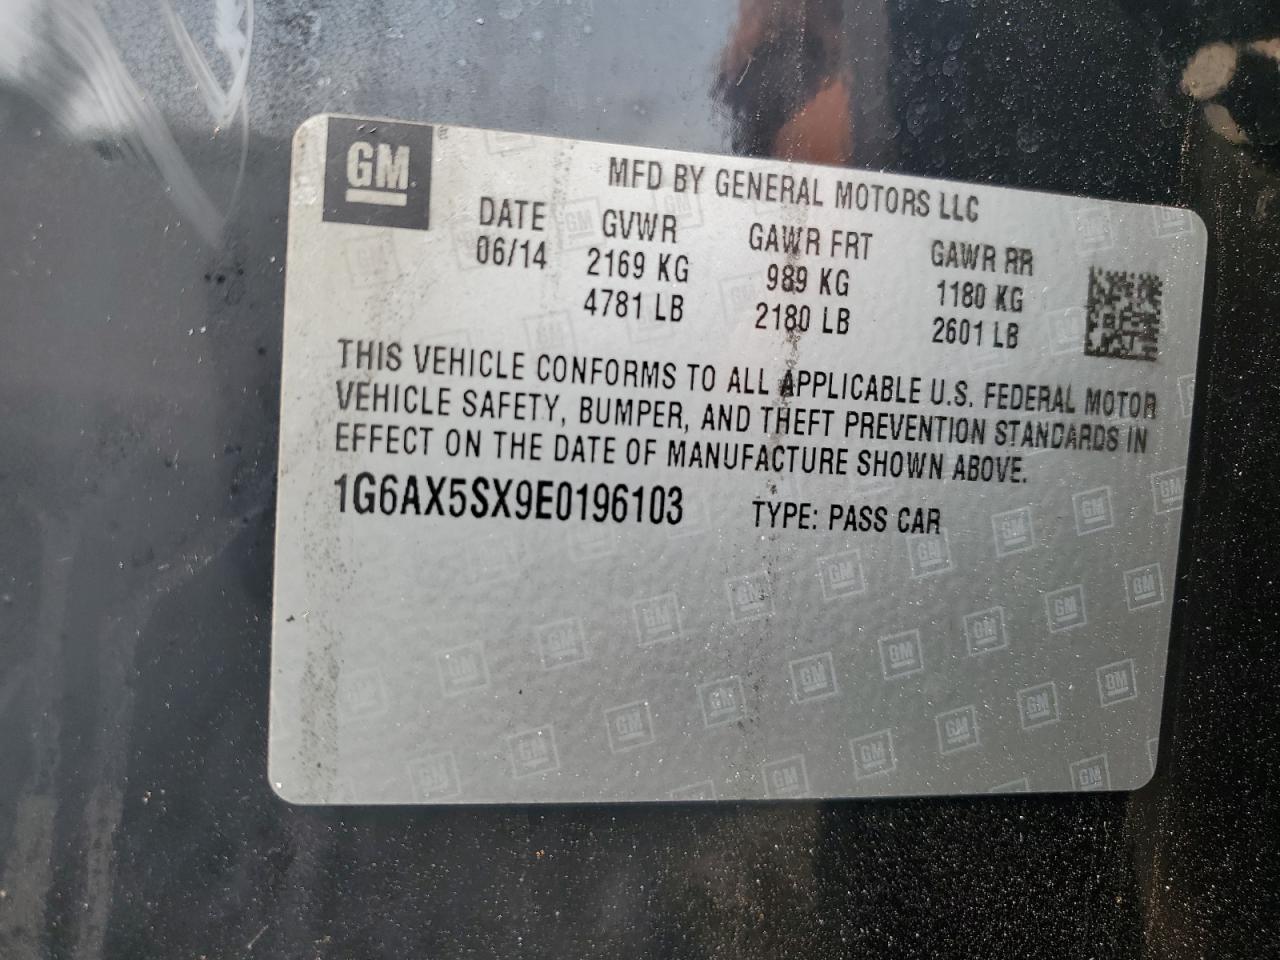 GM
MFD BY GENERAL MOTORS LLC
DATE GVWR GAWR FRT GAWR RR
06/14 2169 KG 989 KG 1180 KG
4781 LB 2180 LB 2601 LB
THIS VEHICLE CONFORMS TO ALL APPLICABLE U.S. FEDERAL MOTOR
VEHICLE SAFETY, BUMPER, AND THEFT PREVENTION STANDARDS IN
EFFECT ON THE DATE OF MANUFACTURE SHOWN ABOVE.
1G6AX5SX9E0196103 TYPE: PASS CAR